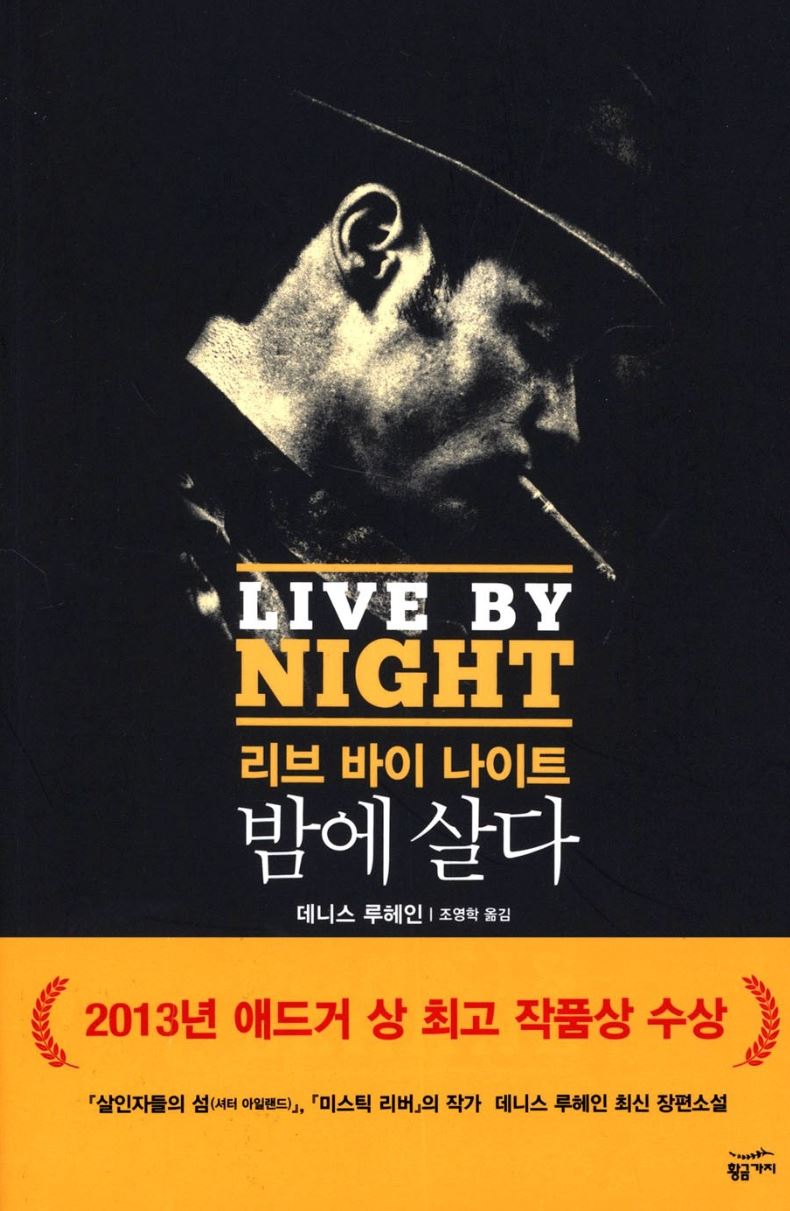 LIVE BY
NIGHT
리브 바이 나이트
밤에 살다
데니스 루헤인 | 조영학 옮김
2013년 애드거 상 최고 작품상 수상
『살인자들의 섬(셔터 아일랜드)』, 『미스틱 리버』의 작가 데니스 루헤인 최신 장편소설
황금가지